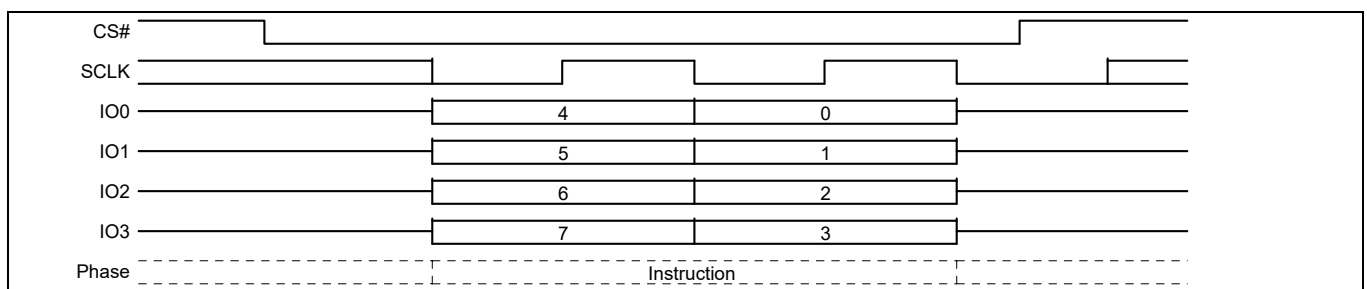 CS#
SCLK
IO0 4 0
IO1 5 1
IO2 6 2
IO3 7 3
Phase Instruction